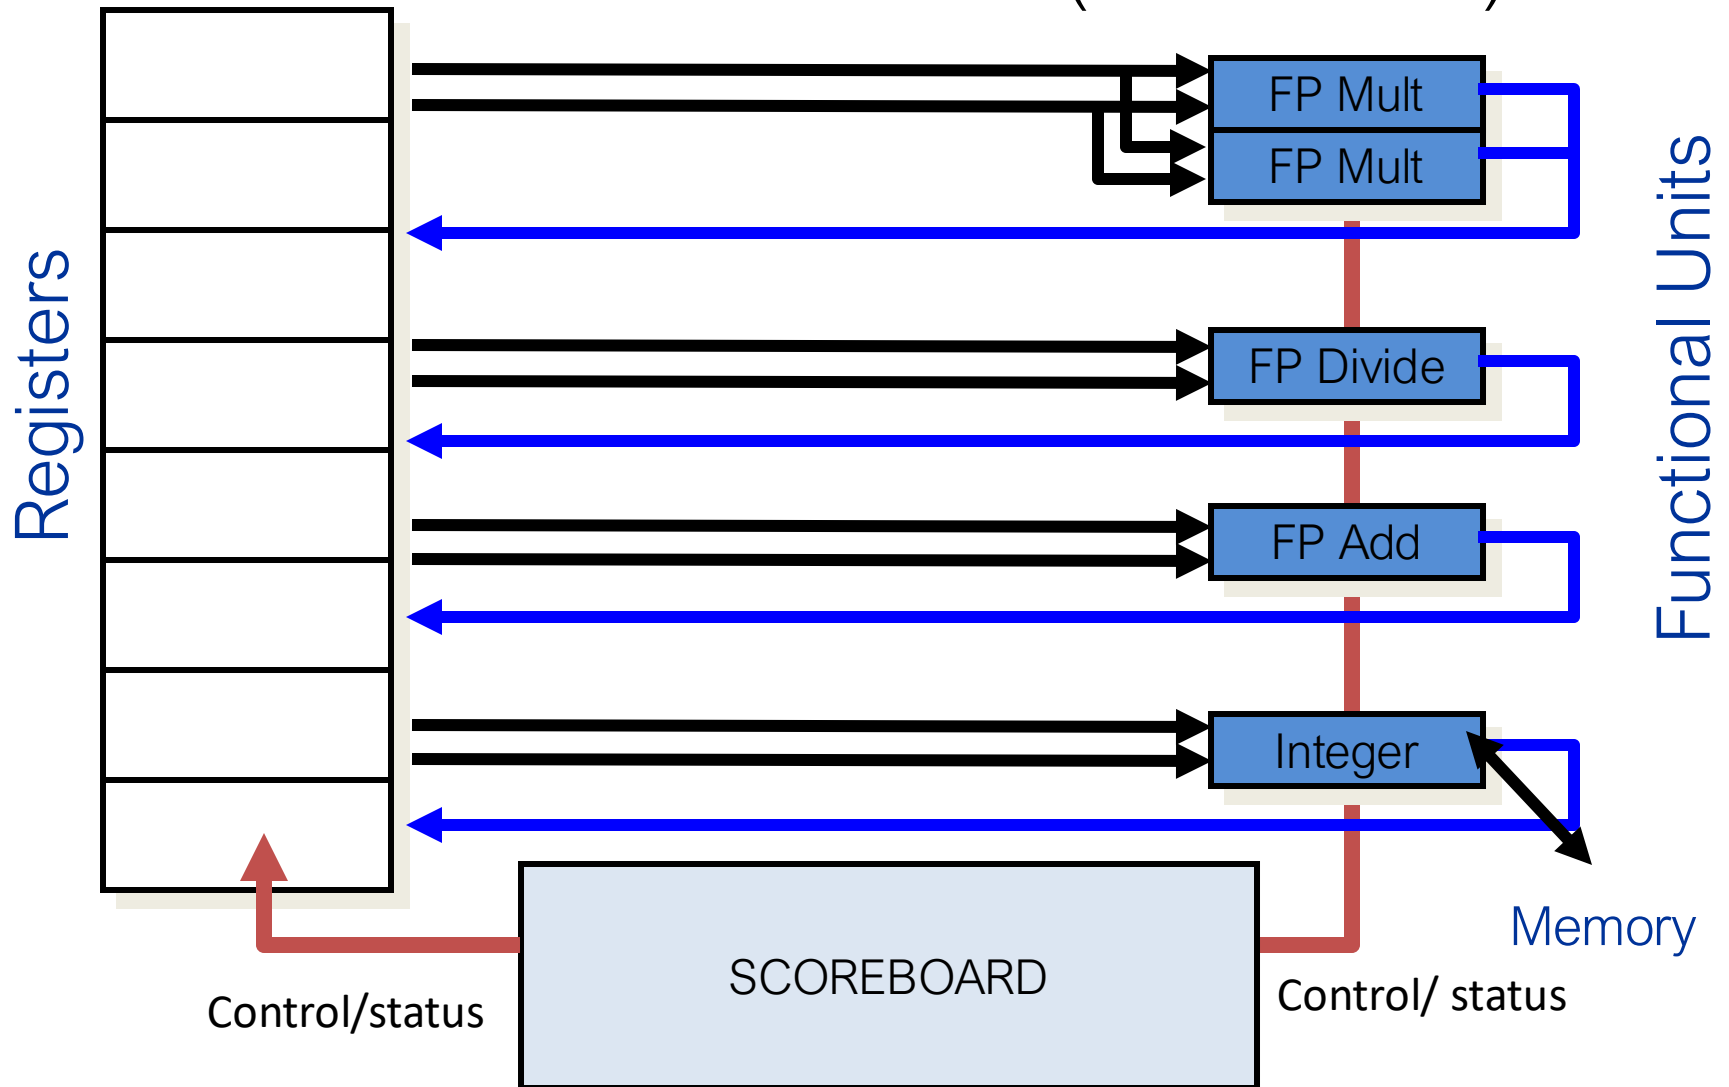 Registers
FP Mult
FP Mult
FP Divide
FP Add
Integer
Functional Units
Memory
SCOREBOARD
Control/status
Control/ status